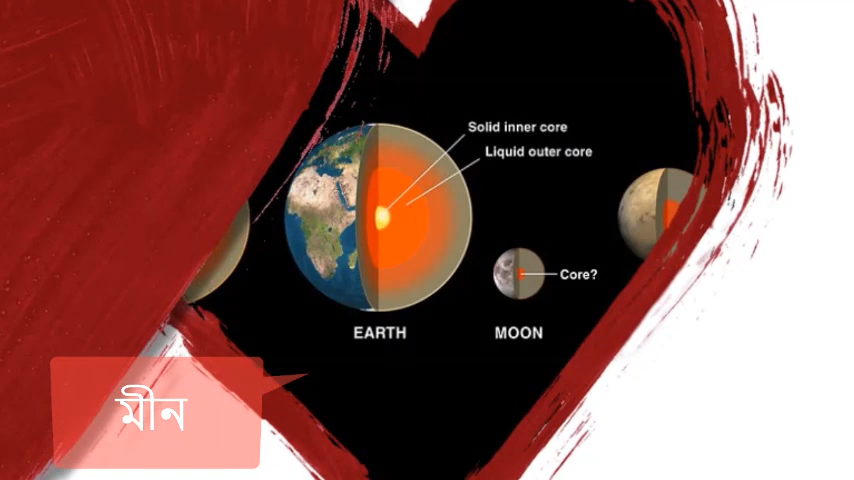 Solid inner core
Liquid outer core
Core?
EARTH
MOON
মীন